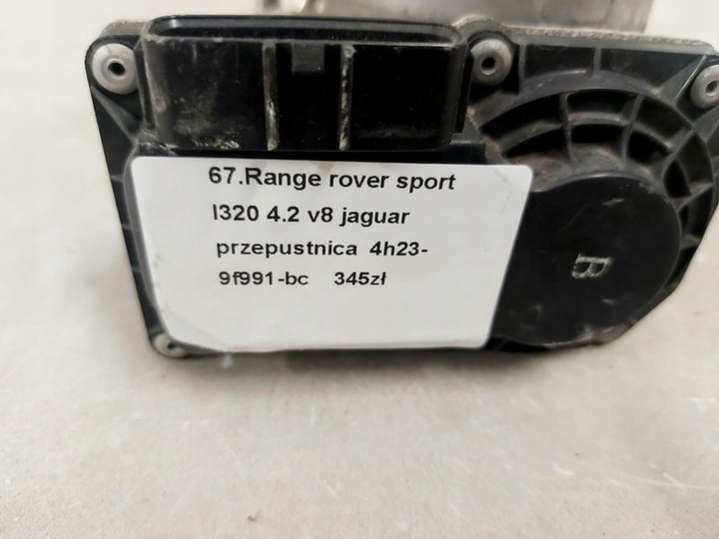 67.Range rover sport
l320 4.2 v8 jaguar
przepustnica 4h23-
9f991-bc 345zł
B